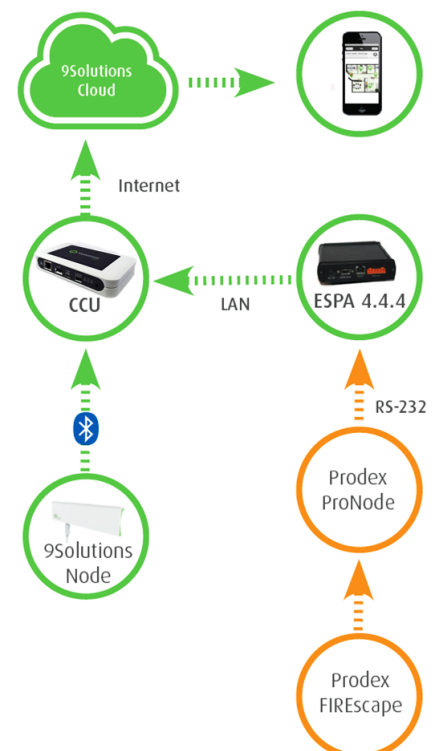 9Solutions
Cloud
Internet
CCU
LAN
ESPA 4.4.4
RS-232
Prodex
ProNode
9Solutions
Node
Prodex
FIREscape